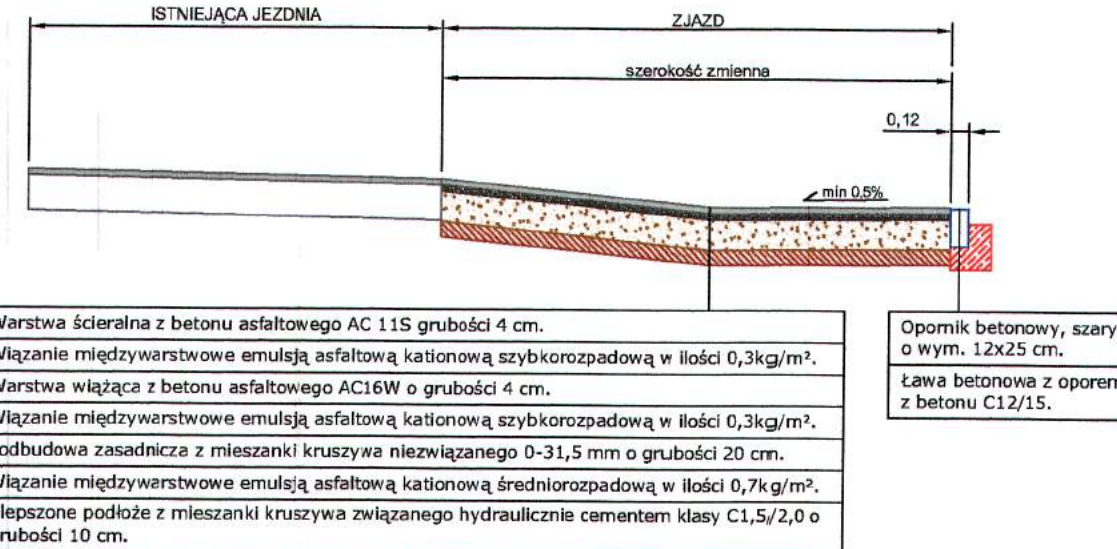 ISTNIEJĄCA JEZDNIA
ZJAZD
szerokość zmienna
0,12
min 0,5%
Warstwa ścieralna z betonu asfaltowego AC 11S grubości 4 cm.
Wiązanie międzywarstwowe emulsją asfaltową kationową szybkorozpadową w ilości 0,3kg/m².
Warstwa wiążąca z betonu asfaltowego AC16W o grubości 4 cm.
Wiązanie międzywarstwowe emulsją asfaltową kationową szybkorozpadową w ilości 0,3kg/m².
odbudowa zasadnicza z mieszanki kruszywa niezwiązanego 0-31,5 mm o grubości 20 cm.
Wiązanie międzywarstwowe emulsją asfaltową kationową średniorozpadową w ilości 0,7kg/m².
lepszone podłoże z mieszanki kruszywa związanego hydraulicznie cementem klasy C1,5/2,0 o
rubości 10 cm.
Opornik betonowy, szary
o wym. 12x25 cm.
Ława betonowa z oporem
z betonu C12/15.